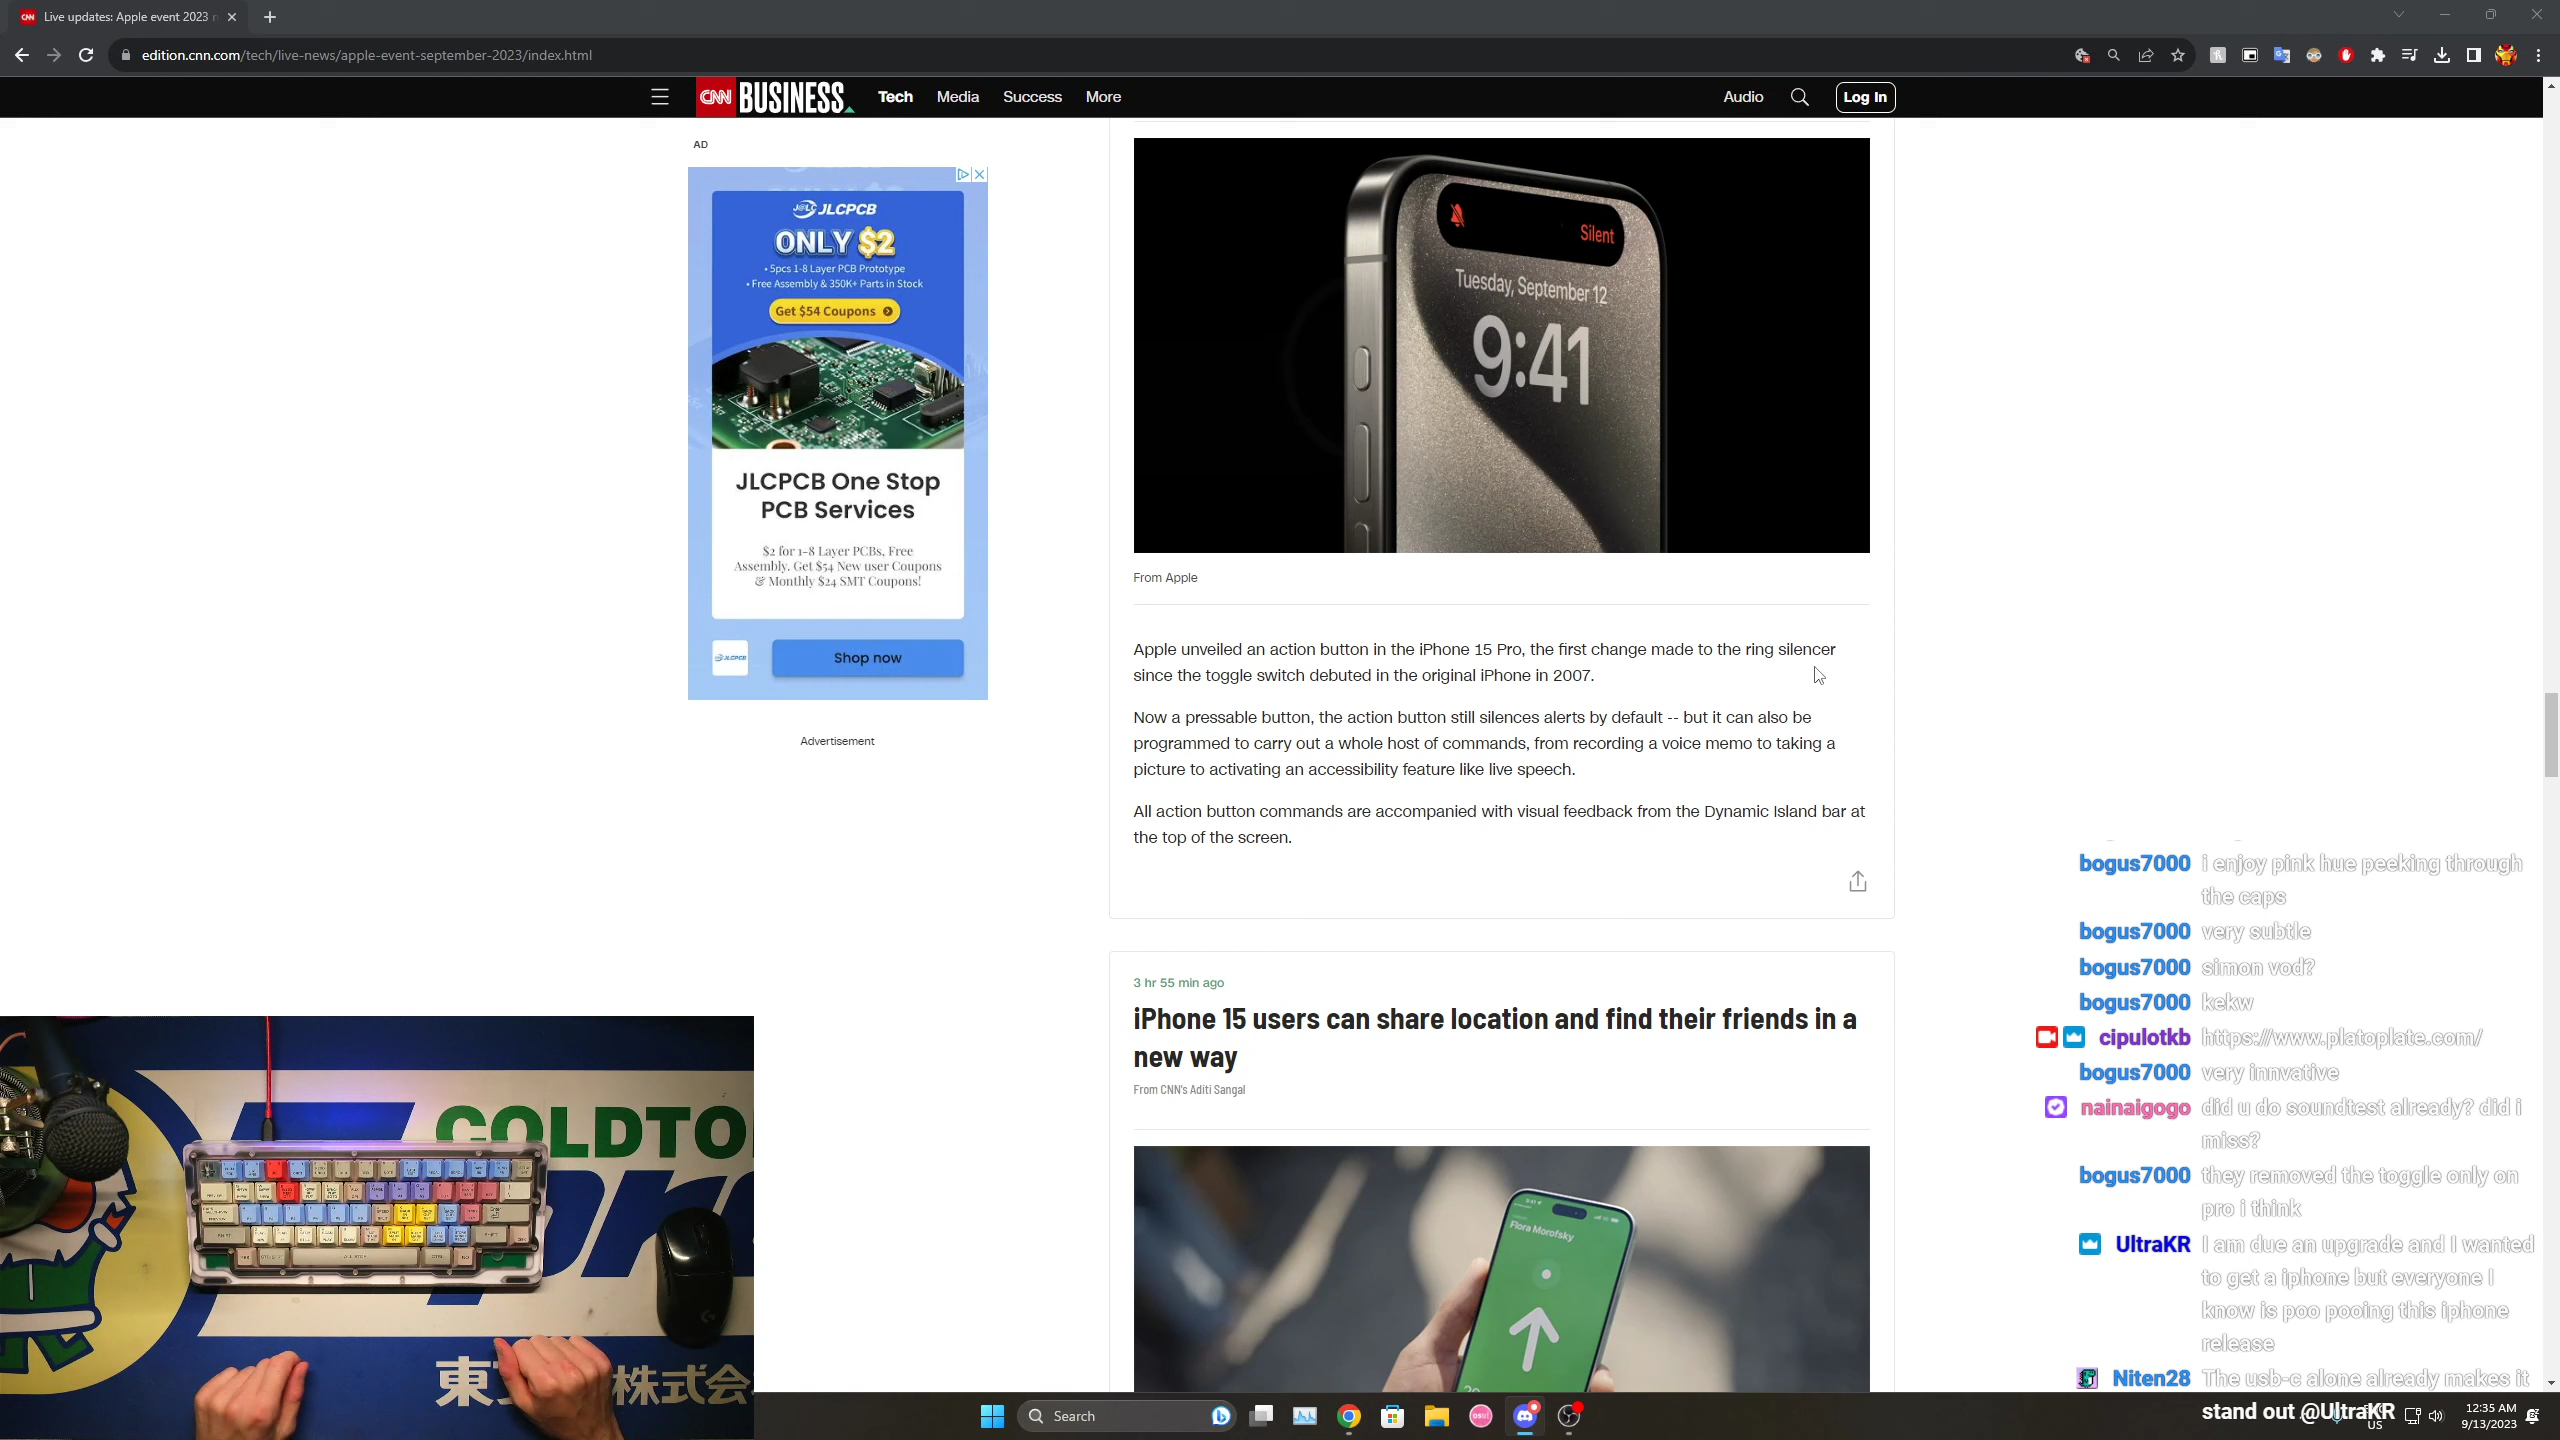 Live updates: Apple event 2023 n
edition.cnn.com/tech/live-news/apple-event-september-2023/index.html
CNN BUSINESS
Tech
Media
Success
More
Audio
Log In
AD
JLCPCB
ONLY $2
• 5pcs 1-8 Layer PCB Prototype
• Free Assembly & 350K+ Parts in Stock
Get $54 Coupons
JLCPCB One Stop
PCB Services
$2 for 1-8 Layer PCBs, Free
Assembly. Get $54 New user Coupons
& Monthly $24 SMT Coupons!
JLCPCB
Shop now
Advertisement
Silent
Tuesday, September 12
9:41
From Apple
Apple unveiled an action button in the iPhone 15 Pro, the first change made to the ring silencer
since the toggle switch debuted in the original iPhone in 2007.
Now a pressable button, the action button still silences alerts by default -- but it can also be
programmed to carry out a whole host of commands, from recording a voice memo to taking a
picture to activating an accessibility feature like live speech.
All action button commands are accompanied with visual feedback from the Dynamic Island bar at
the top of the screen.
3 hr 55 min ago
iPhone 15 users can share location and find their friends in a
new way
From CNN's Aditi Sangal
Flora Morofsky
bogus7000 i enjoy pink hue peeking through
the caps
bogus7000 very subtle
bogus7000 simon vod?
bogus7000 kekw
cipulotkb https://www.platoplate.com/
bogus7000 very innvative
nainaigogo did u do soundtest already? did i
miss?
bogus7000 they removed the toggle only on
pro i think
UltraKR I am due an upgrade and I wanted
to get a iphone but everyone I
know is poo pooing this iphone
release
Niten28 The usb-c alone already makes it
stand out @UltraKR
COLDTO
東
株式会
Search
osu!
US
12:35 AM
9/13/2023